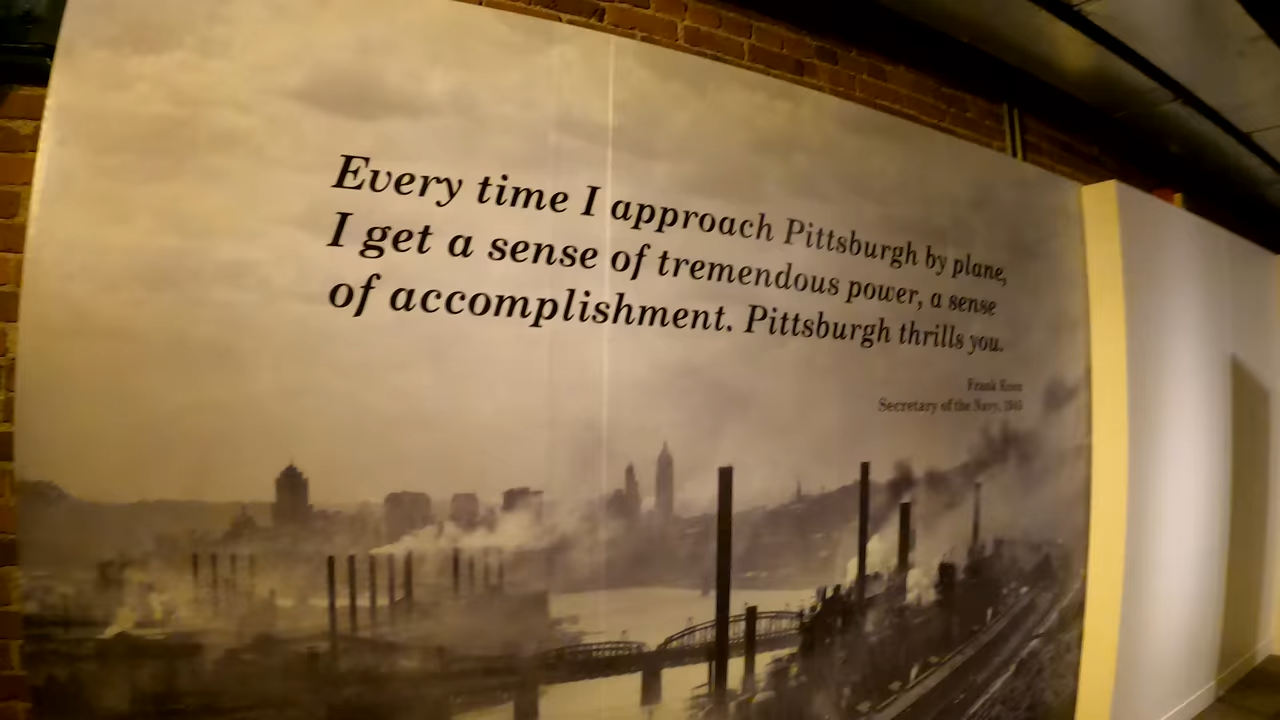 Every time I approach Pittsburgh by plane,
I get a sense of tremendous power, a sense
of accomplishment. Pittsburgh thrills you.
Frank
Secretary of the Navy,